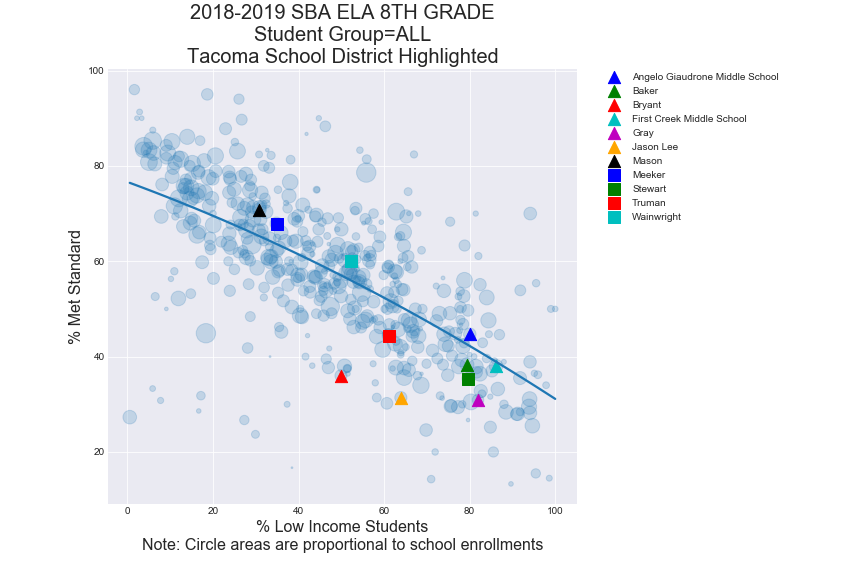 2018-2019 SBA ELA 8TH GRADE
Student Group=ALL
Tacoma School District Highlighted
% Met Standard
100
80
60
40
20
0 20 40 60 80 100
% Low Income Students
Note: Circle areas are proportional to school enrollments
Angelo Giaudrone Middle School
Baker
Bryant
First Creek Middle School
Gray
Jason Lee
Mason
Meeker
Stewart
Truman
Wainwright